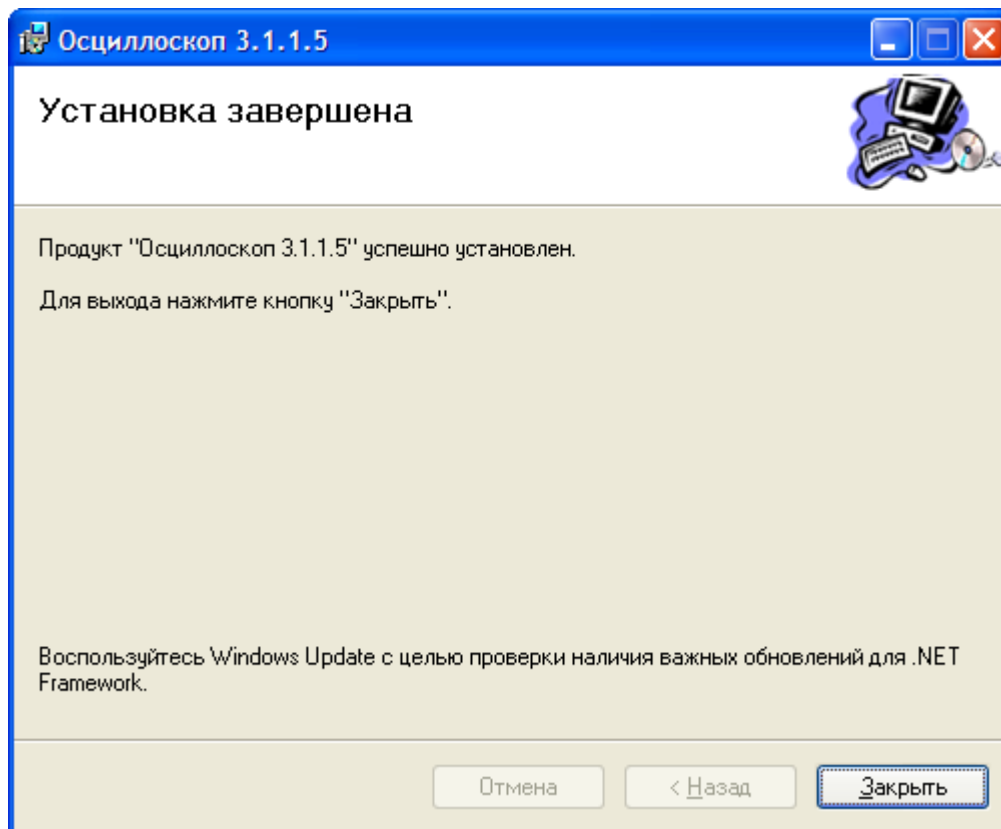 Осциллоскоп 3.1.1.5
Установка завершена
Продукт "Осциллоскоп 3.1.1.5" успешно установлен.
Для выхода нажмите кнопку "Закрыть".
Воспользуйтесь Windows Update с целью проверки наличия важных обновлений для .NET
Framework.
Отмена
< Назад
Закрыть